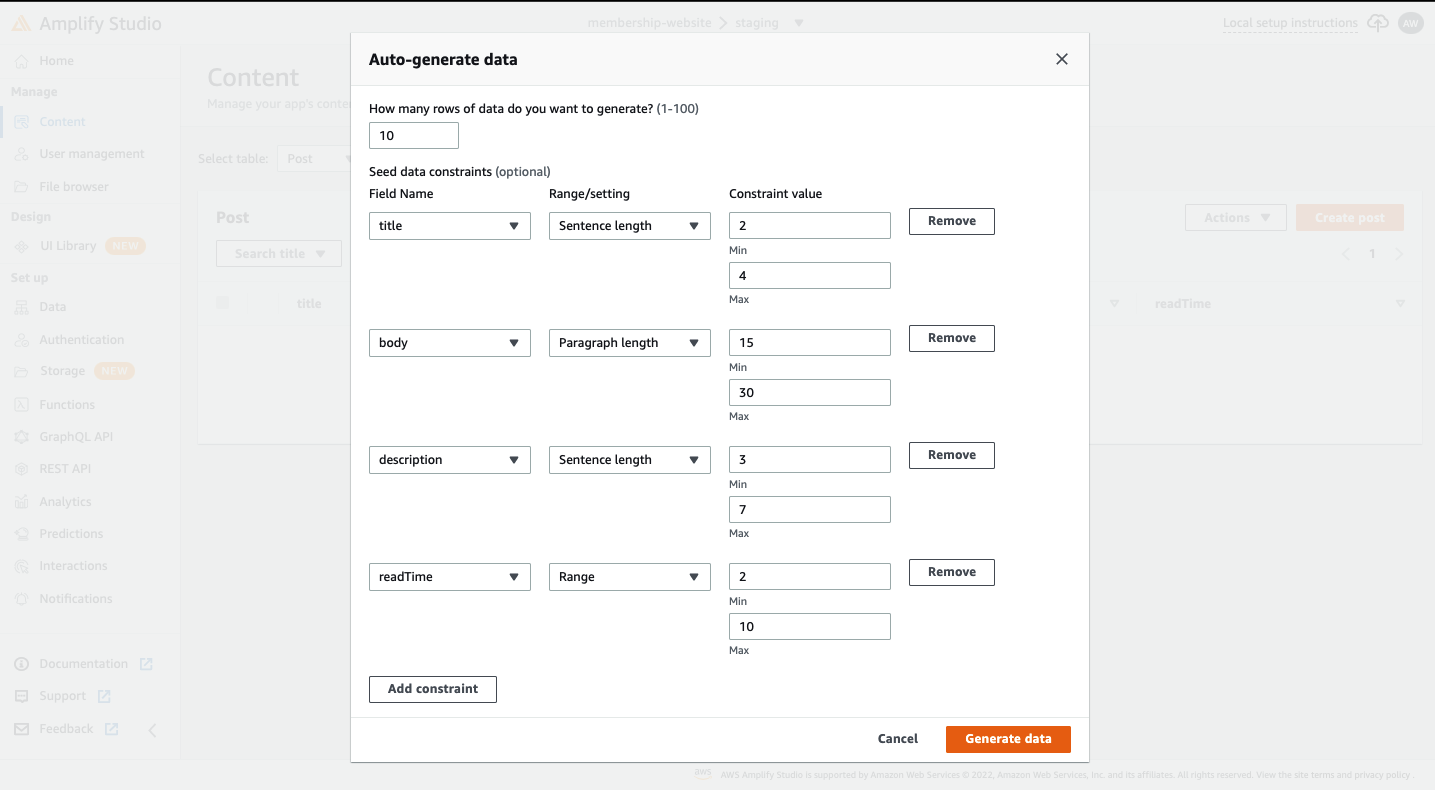 Amplify Studio
membership-website
staging
Local setup instructions
AW
Home
Manage
Content
User management
File browser
Design
UI Library NEW
Set up
Data
Authentication
Storage NEW
Functions
GraphQL API
REST API
Analytics
Predictions
Interactions
Notifications
Documentation
Support
Feedback
Content
Manage your app's conte
Select table: Post
Post
Search title
title
Actions
Create post
1
readTime
Auto-generate data
How many rows of data do you want to generate? (1-100)
10
Seed data constraints (optional)
Field Name Range/setting Constraint value
title Sentence length 2 Remove
Min
4
Max
body Paragraph length 15 Remove
Min
30
Max
description Sentence length 3 Remove
Min
7
Max
readTime Range 2 Remove
Min
10
Max
Add constraint
Cancel Generate data
aws AWS Amplify Studio is supported by Amazon Web Services © 2022, Amazon Web Services, Inc. and its affiliates. All rights reserved. View the site terms and privacy policy.